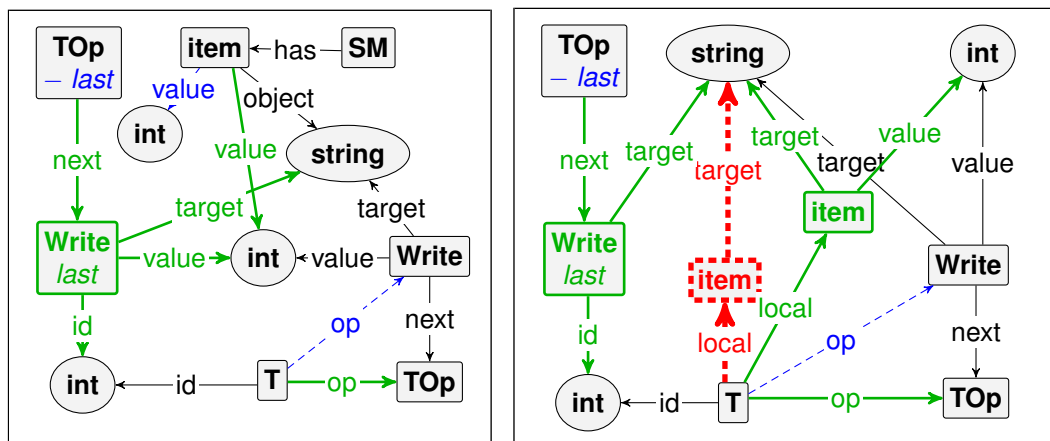 TOp
– last
item
has
SM
value
object
int
value
string
next
target
target
Write
last
value
int
value
Write
id
op
next
int
id
T
op
TOp
TOp
– last
string
int
next
target
target
target
target
value
value
item
Write
last
item
Write
id
local
local
op
next
int
id
T
op
TOp